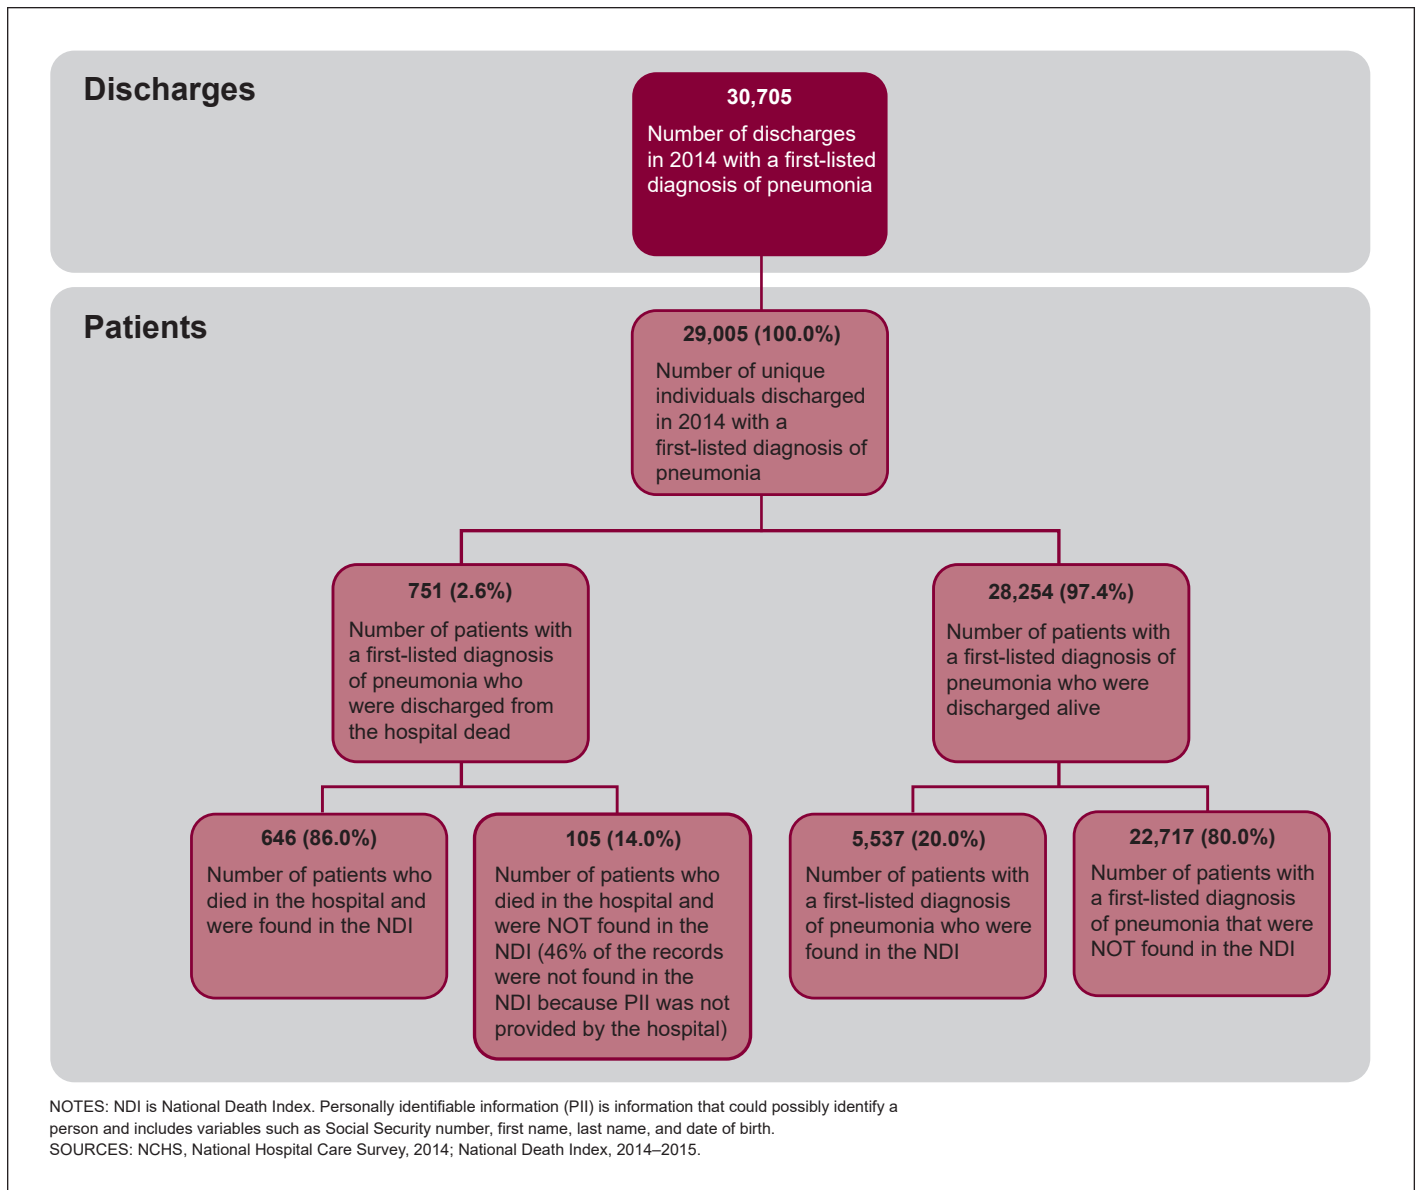 Discharges
30,705
Number of discharges
in 2014 with a first-listed
diagnosis of pneumonia
Patients
29,005 (100.0%)
Number of unique
individuals discharged
in 2014 with a
first-listed diagnosis of
pneumonia
751 (2.6%)
Number of patients with
a first-listed diagnosis
of pneumonia who
were discharged from
the hospital dead
28,254 (97.4%)
Number of patients with
a first-listed diagnosis of
pneumonia who were
discharged alive
646 (86.0%)
Number of patients who
died in the hospital and
were found in the NDI
105 (14.0%)
Number of patients who
died in the hospital and
were NOT found in the
NDI (46% of the records
were not found in the
NDI because PII was not
provided by the hospital)
5,537 (20.0%)
Number of patients with
a first-listed diagnosis
of pneumonia who were
found in the NDI
22,717 (80.0%)
Number of patients with
a first-listed diagnosis
of pneumonia that were
NOT found in the NDI
NOTES: NDI is National Death Index. Personally identifiable information (PII) is information that could possibly identify a
person and includes variables such as Social Security number, first name, last name, and date of birth.
SOURCES: NCHS, National Hospital Care Survey, 2014; National Death Index, 2014–2015.